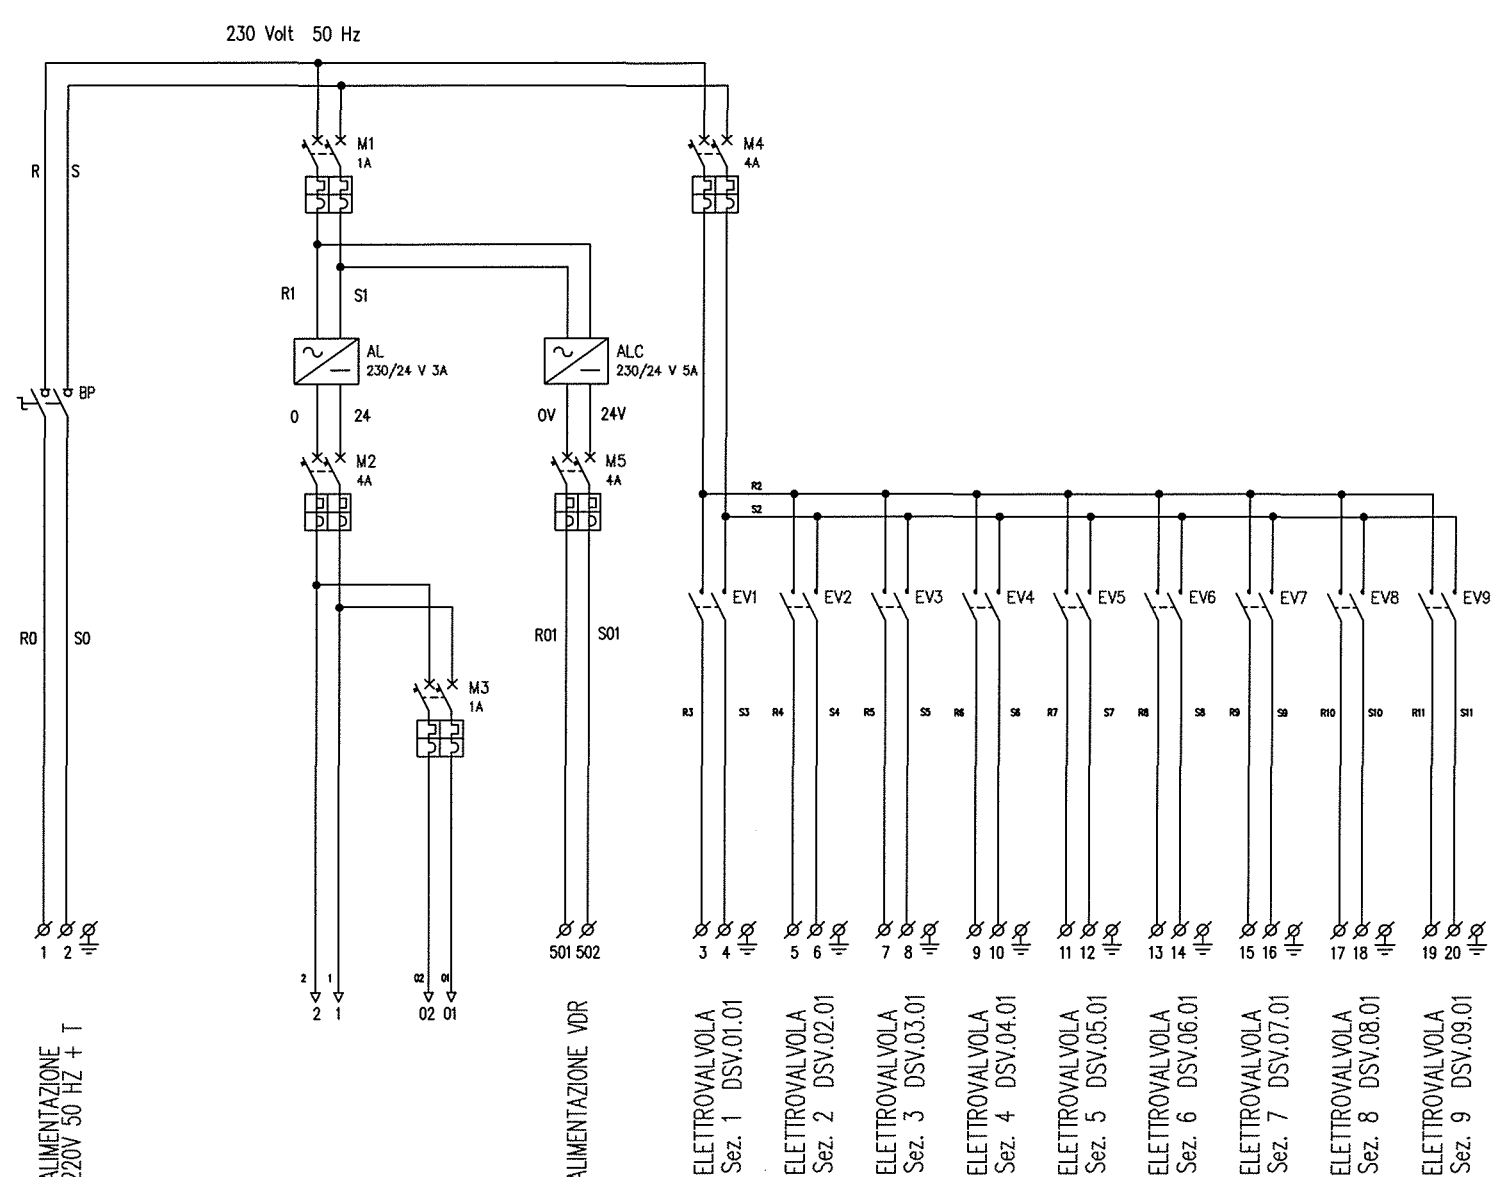 230 Volt 50 Hz
M1
1A
M4
4A
R
S
R1
S1
AL
230/24 V 3A
ALC
230/24 V 5A
BP
0
24
0V
24V
M2
4A
M5
4A
R2
S2
EV1
EV2
EV3
EV4
EV5
EV6
EV7
EV8
EV9
R0
S0
R01
S01
M3
1A
R3
S3
R4
S4
R5
S5
R6
S6
R7
S7
R8
S8
R9
S9
R10
S10
R11
S11
1
2
501
502
3
4
5
6
7
8
9
10
11
12
13
14
15
16
17
18
19
20
2
1
02
01
2
1
02
01
ALIMENTAZIONE
220V 50 HZ + T
ALIMENTAZIONE VDR
ELETTROVALVOLA
Sez. 1 DSV.01.01
ELETTROVALVOLA
Sez. 2 DSV.02.01
ELETTROVALVOLA
Sez. 3 DSV.03.01
ELETTROVALVOLA
Sez. 4 DSV.04.01
ELETTROVALVOLA
Sez. 5 DSV.05.01
ELETTROVALVOLA
Sez. 6 DSV.06.01
ELETTROVALVOLA
Sez. 7 DSV.07.01
ELETTROVALVOLA
Sez. 8 DSV.08.01
ELETTROVALVOLA
Sez. 9 DSV.09.01